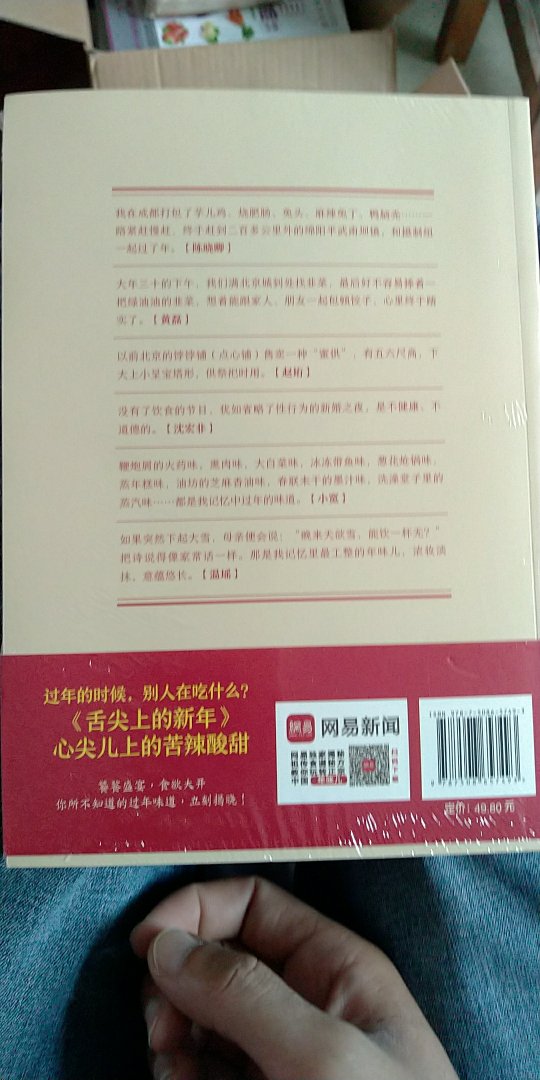 我在成都打包了芋儿鸡、烧肥肠、兔头、麻辣兔丁、鸭脑壳………
踏紧赶慢赶，终于赶到二百多公里外的绵阳平武南坝镇，和摄制组
一起过了年。【陈晓卿】
大年三十的下午，我们满北京城到处找韭菜，最后好不容易捧着一
把绿油油的韭菜，想着能跟家人、朋友一起包顿饺子，心里终于踏
实了。【黄磊】
以前北京的饽饽铺（点心铺）售卖一种“蜜供”，有五六尺高，下
大上小呈宝塔形，供祭祀时用。【赵珩】
没有了饮食的节日，犹如省略了性行为的新婚之夜，是不健康、不
道德的。【沈宏非】
鞭炮屑的火药味，熏肉味，大白菜味，冰冻带鱼味，葱花炝锅味，
蒸年糕味，油坊的芝麻香油味，春联未干的墨汁味，洗澡堂子里的
蒸汽味……都是我记忆中过年的味道。【小宽】
如果突然下起大雪，母亲便会说：“晚来天欲雪，能饮一杯无？”
把诗说得像家常话一样。那是我记忆里最工整的年味儿，浓妆淡
抹，意蕴悠长。【温瑶】
过年的时候，别人在吃什么？
《舌尖上的新年》
心尖儿上的苦辣酸甜
饕餮盛宴，食欲大开
你所不知道的过年味道，立刻揭晓！
网易
网易新闻
定价：49.80 元